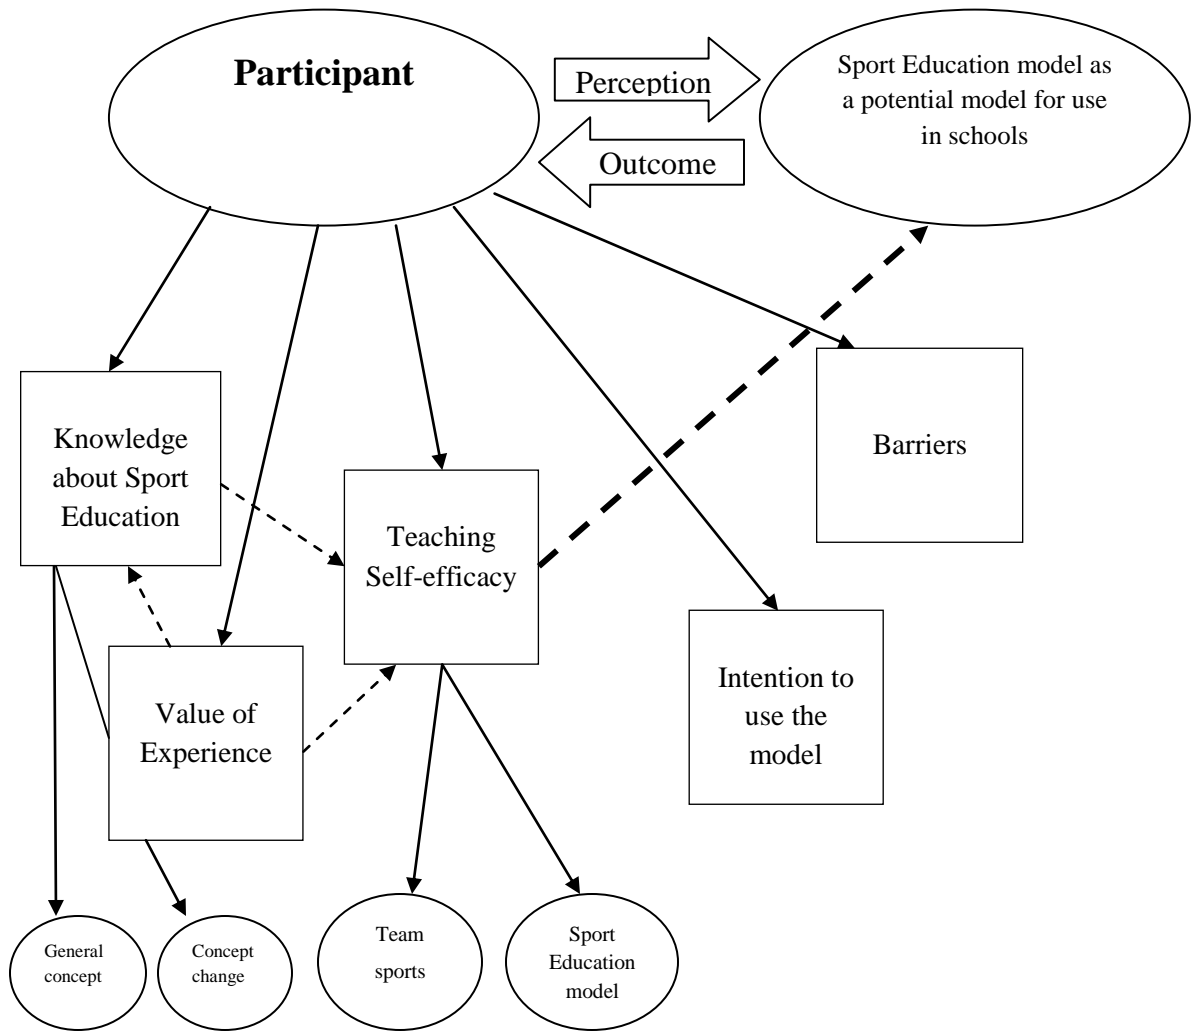 Participant
Perception
Outcome
Sport Education model as
a potential model for use
in schools
Knowledge
about Sport
Education
Teaching
Self-efficacy
Barriers
Value of
Experience
Intention to
use the
model
General
concept
Concept
change
Team
sports
Sport
Education
model